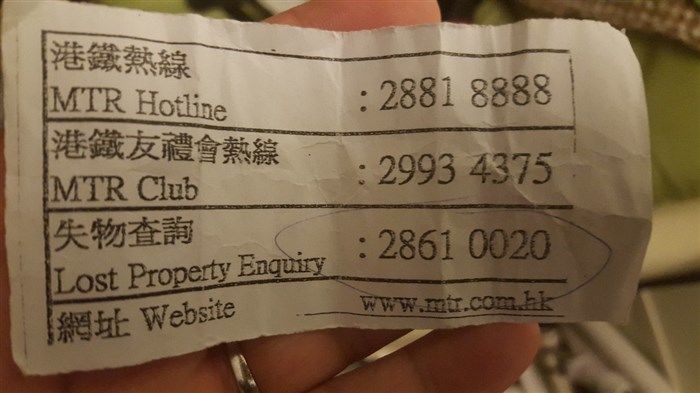 港鐵熱線
MTR Hotline : 2881 8888
港鐵友禮會熱線
MTR Club : 2993 4375
失物查詢
Lost Property Enquiry : 2861 0020
網址 Website www.mtr.com.hk